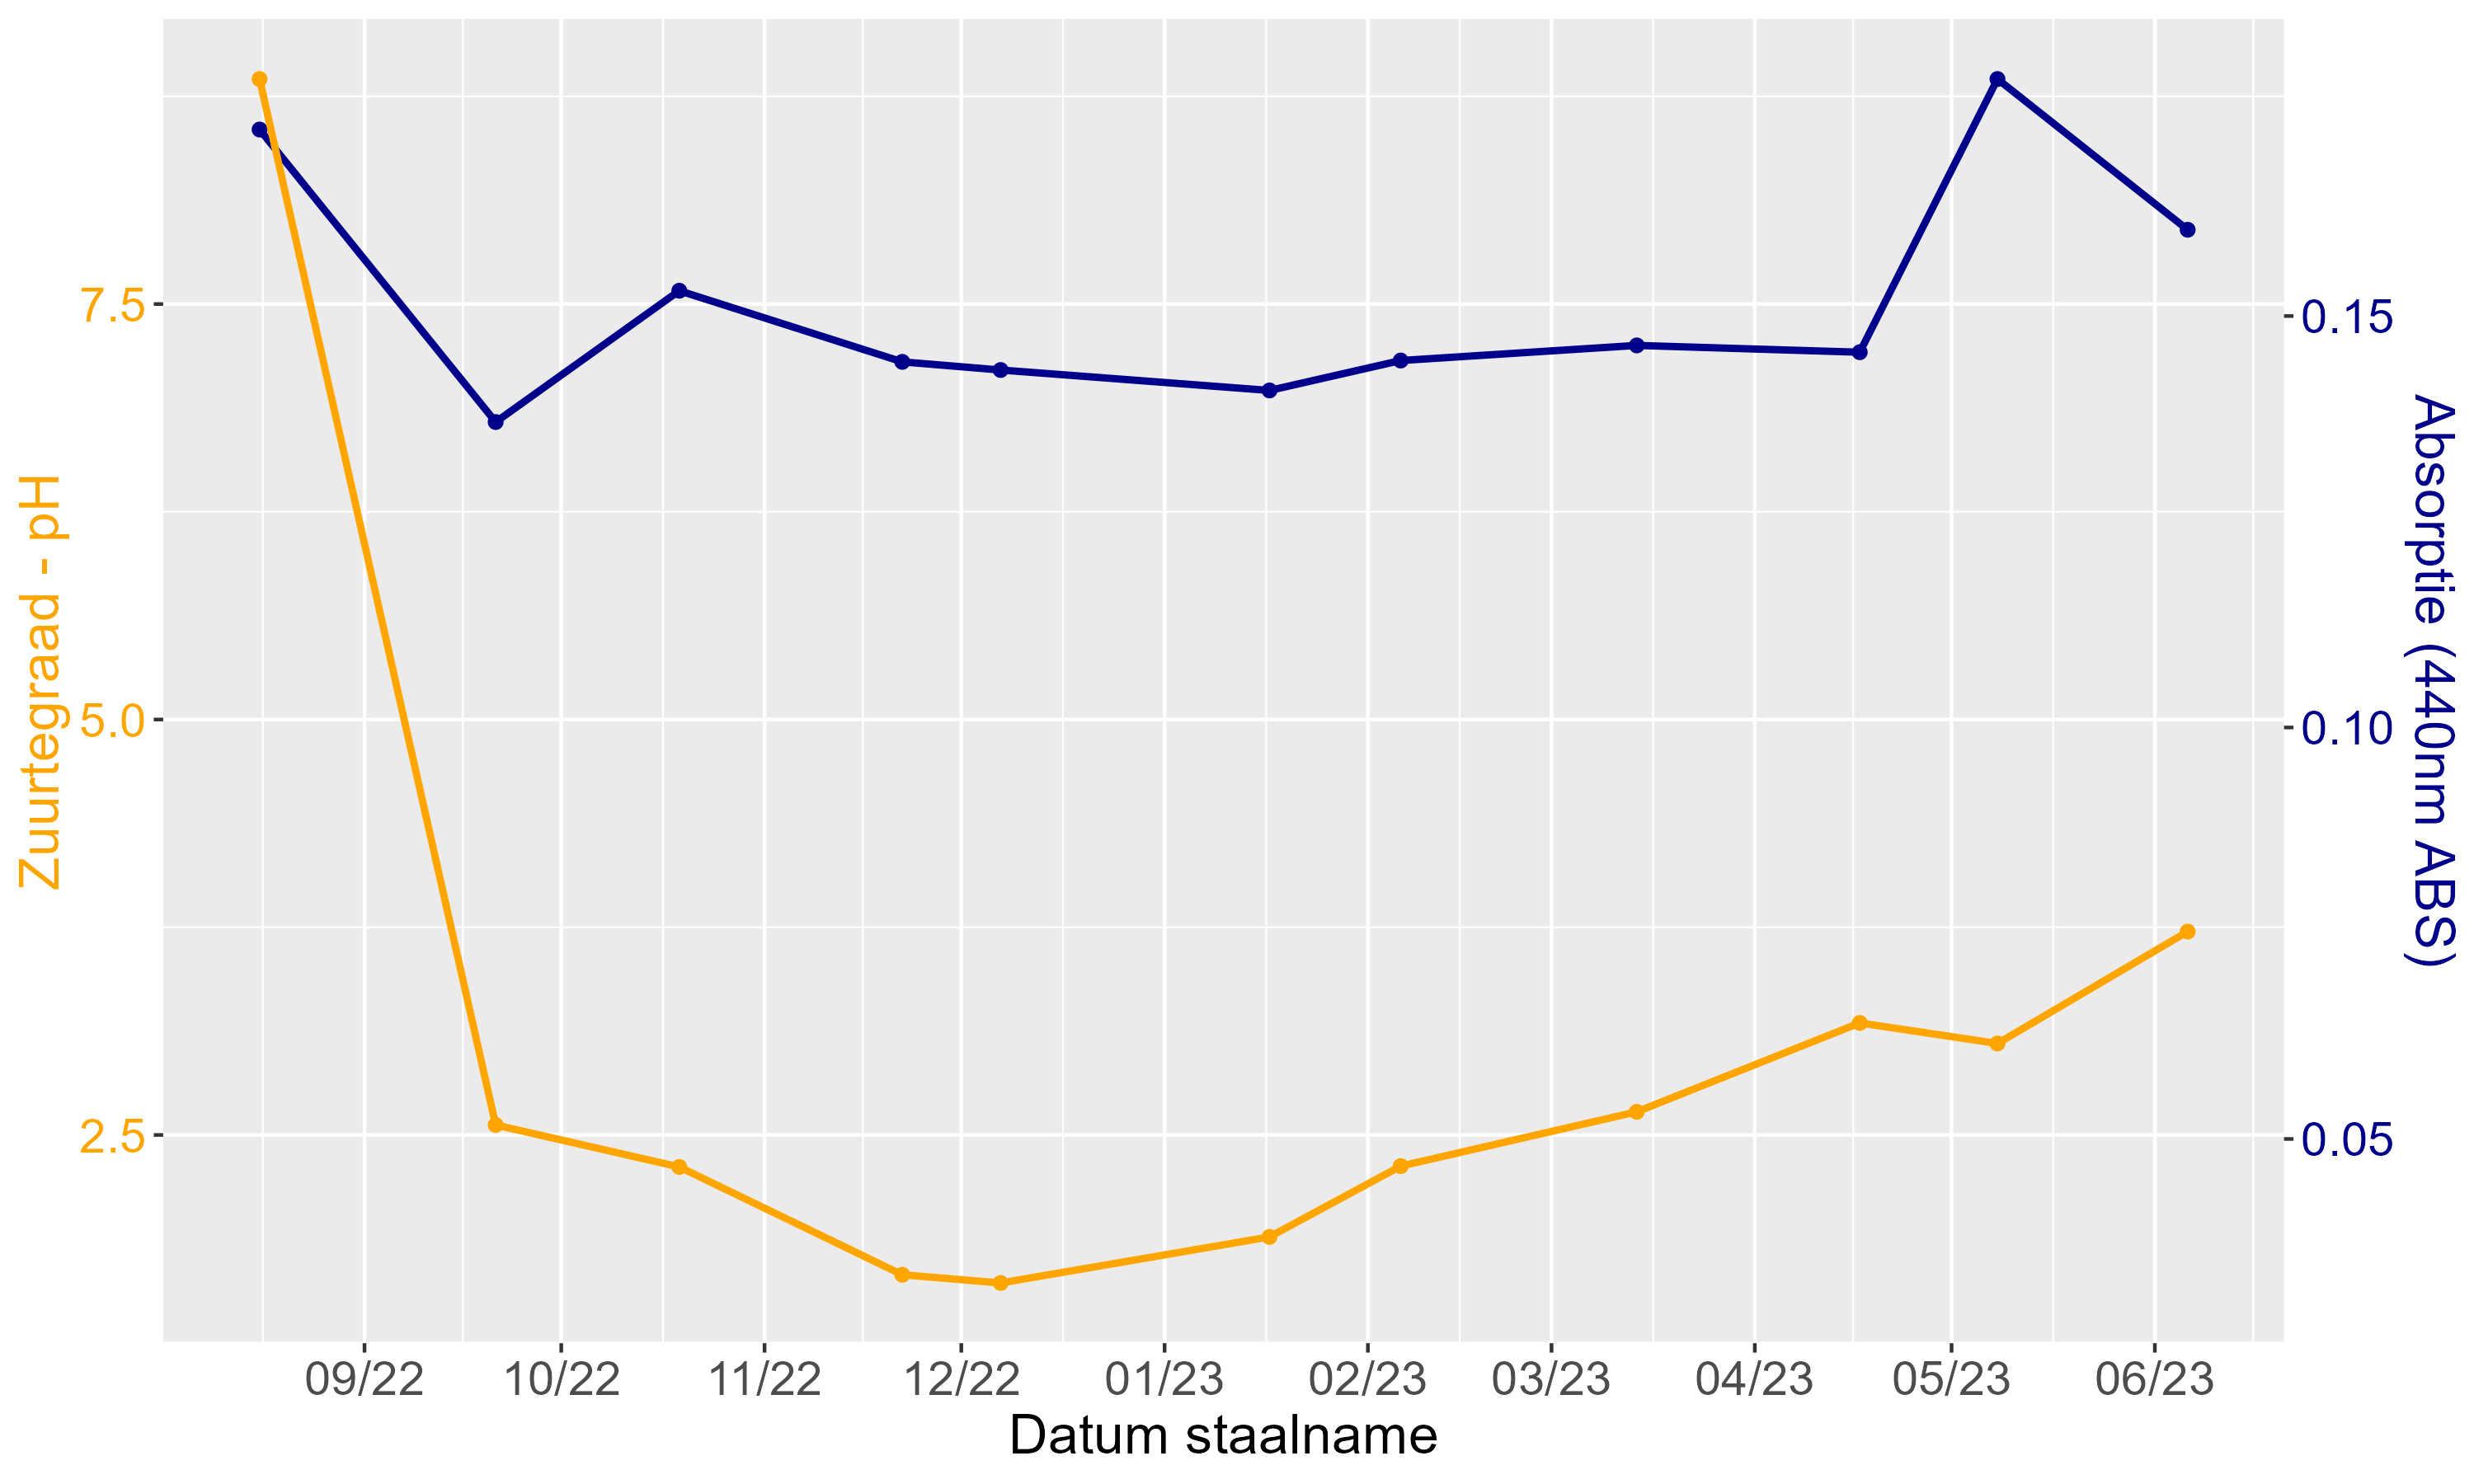 Zuurtegraad - pH
7.5
5.0
2.5
0.15
0.10
0.05
Absorptie (440nm ABS)
09/22 10/22 11/22 12/22 01/23 02/23 03/23 04/23 05/23 06/23
Datum staalname